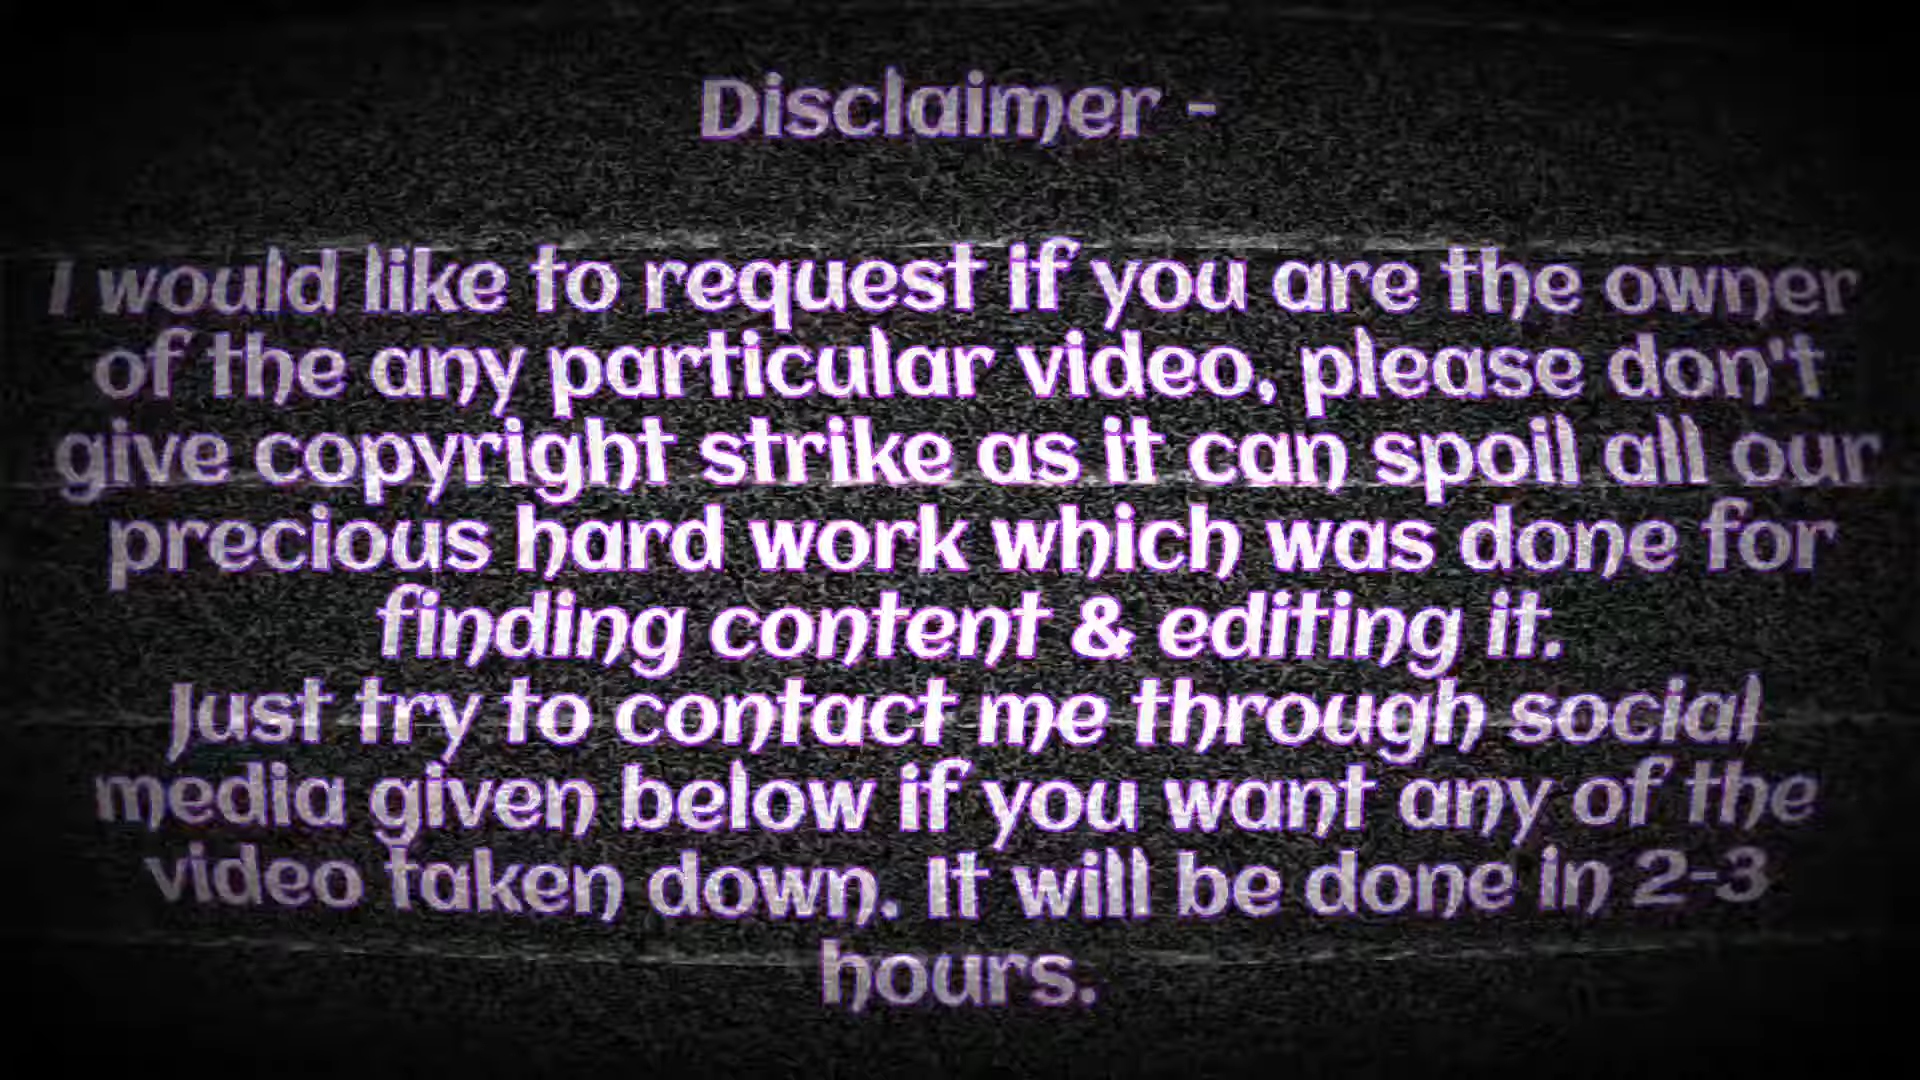 Disclaimer -
I would like to request if you are the owner
of the any particular video, please don't
give copyright strike as it can spoil all our
precious hard work which was done for
finding content & editing it.
Just try to contact me through social
media given below if you want any of the
video taken down. It will be done in 2-3
hours.